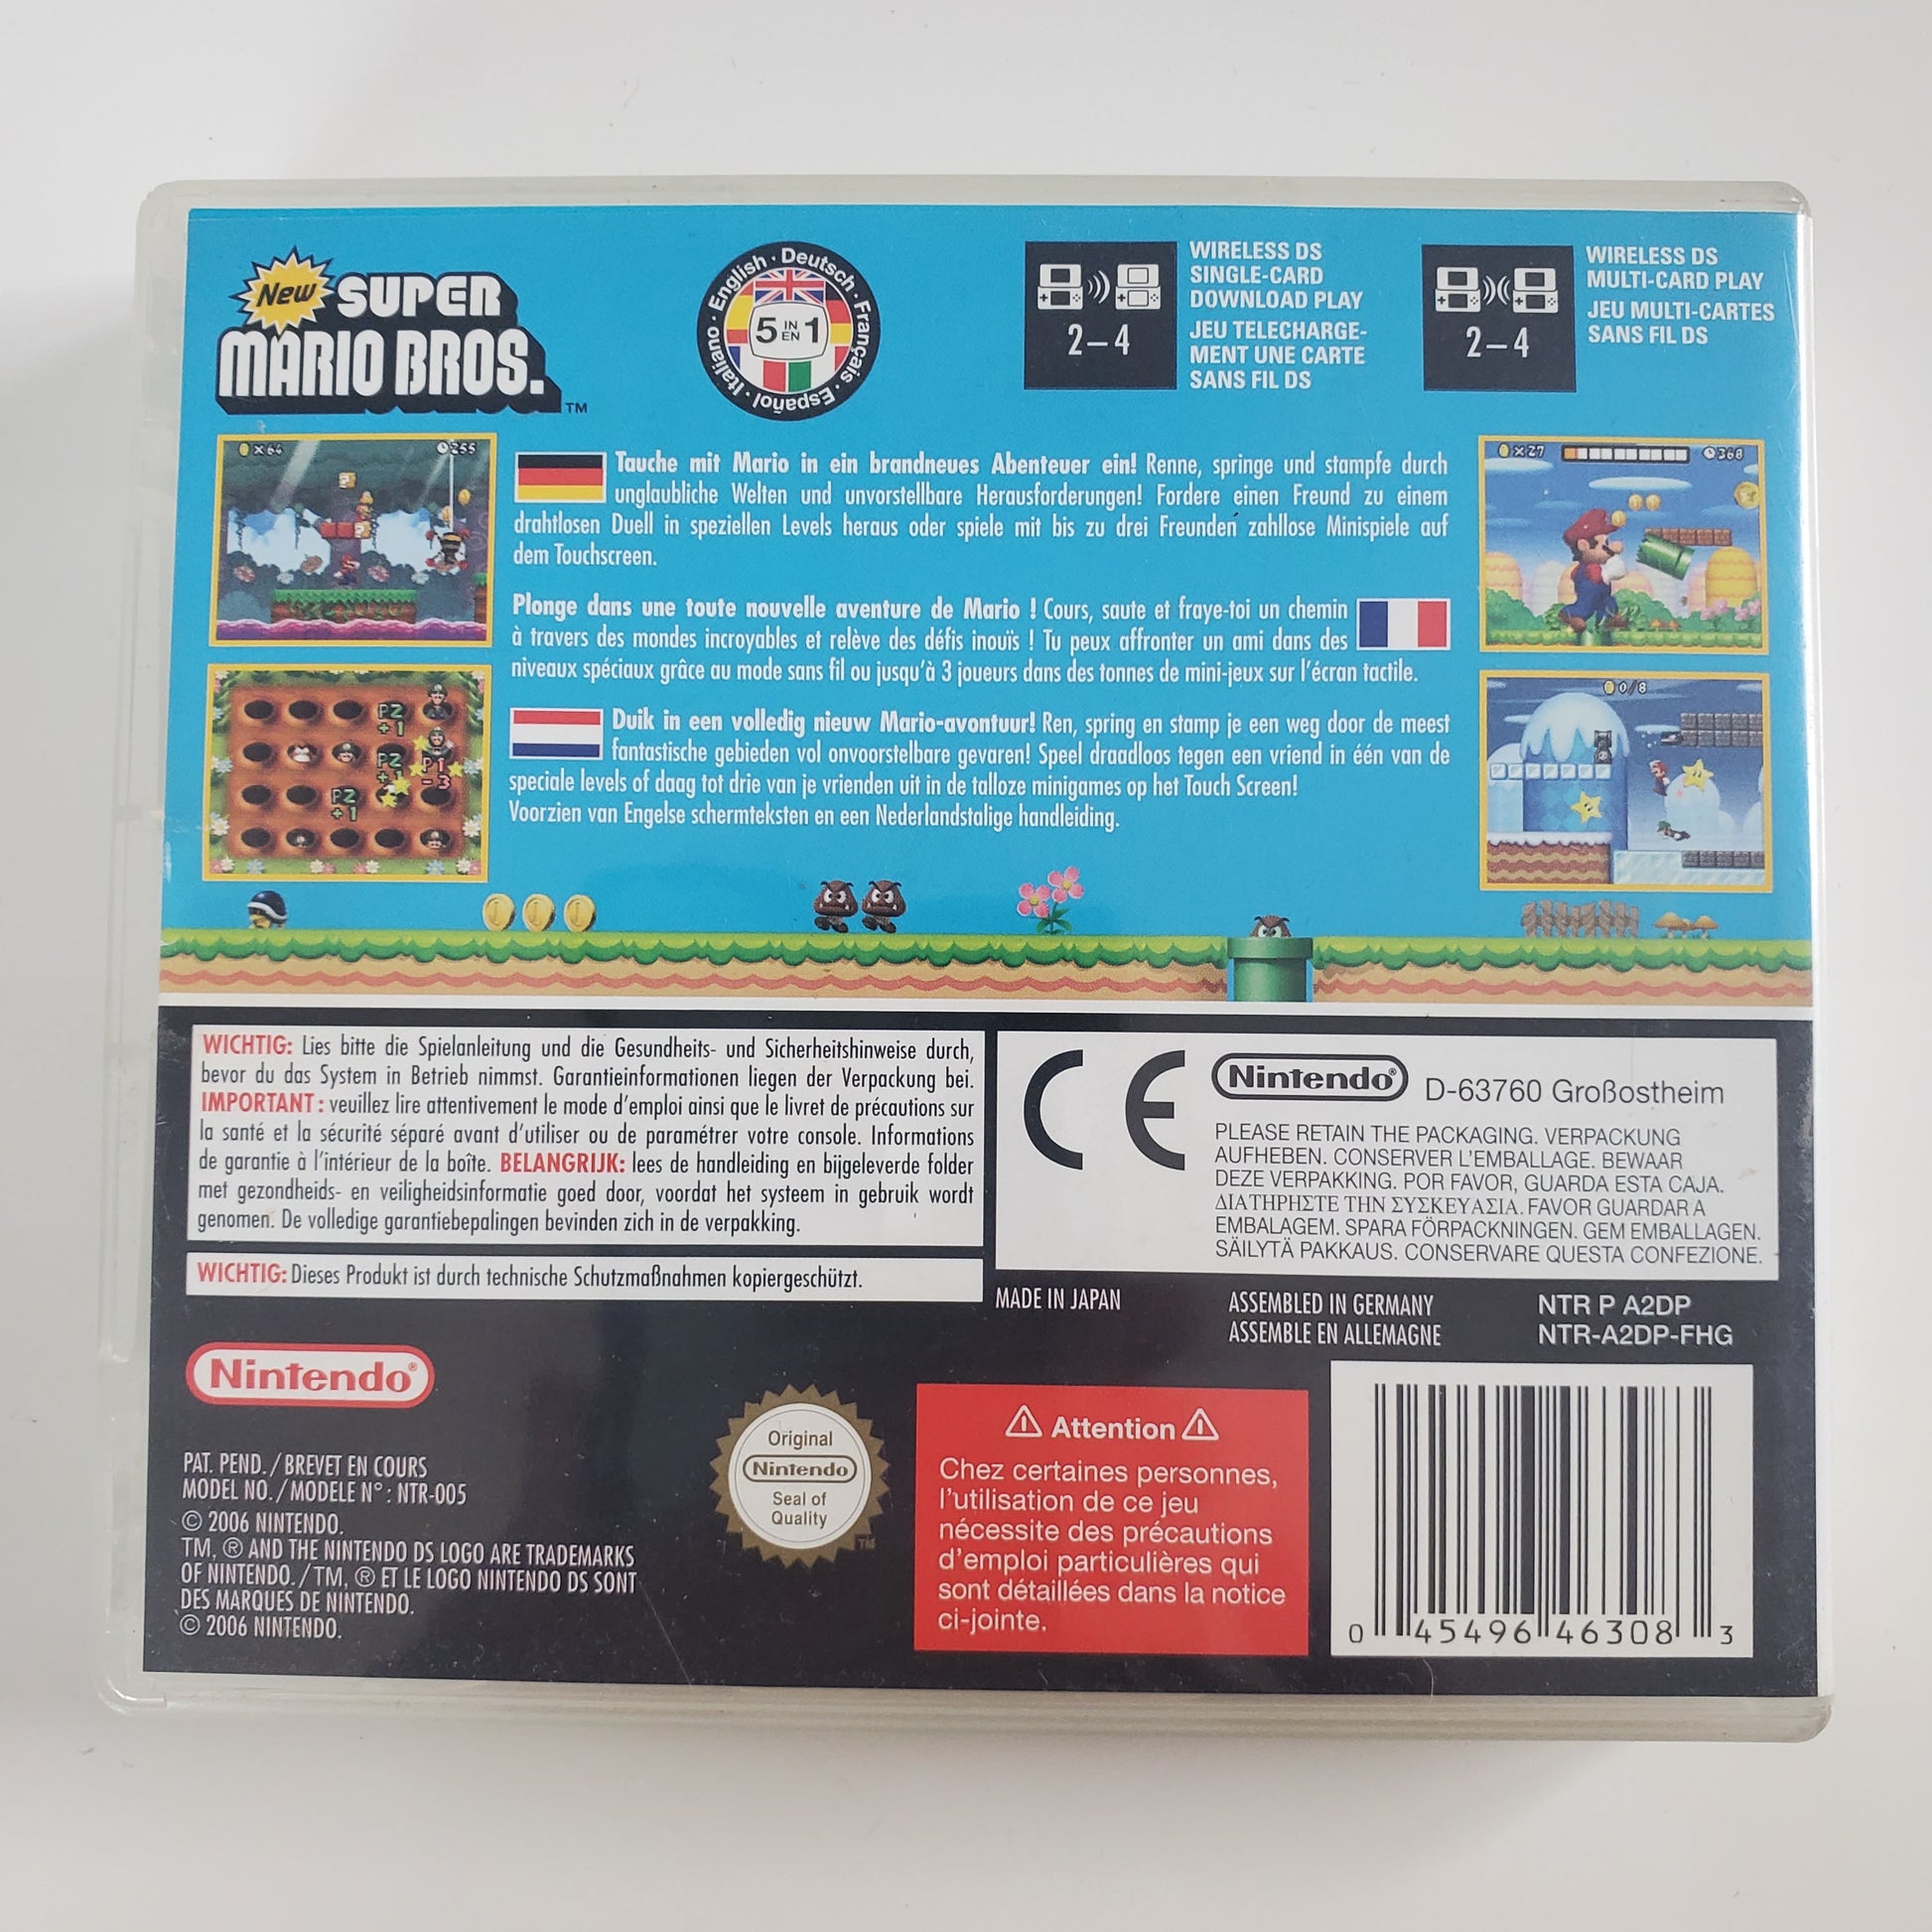 New SUPER
MARIO BROS.™
English · Deutsch · Français · Español · Italiano ·
5 IN EN 1
2–4
WIRELESS DS
SINGLE-CARD
DOWNLOAD PLAY
JEU TELECHARGE-
MENT UNE CARTE
SANS FIL DS
2–4
WIRELESS DS
MULTI-CARD PLAY
JEU MULTI-CARTES
SANS FIL DS
×64 255
Tauche mit Mario in ein brandneues Abenteuer ein! Renne, springe und stampfe durch
unglaubliche Welten und unvorstellbare Herausforderungen! Fordere einen Freund zu einem
drahtlosen Duell in speziellen Levels heraus oder spiele mit bis zu drei Freunden zahllose Minispiele auf
dem Touchscreen.
Plonge dans une toute nouvelle aventure de Mario ! Cours, saute et fraye-toi un chemin
à travers des mondes incroyables et relève des défis inouïs ! Tu peux affronter un ami dans des
niveaux spéciaux grâce au mode sans fil ou jusqu'à 3 joueurs dans des tonnes de mini-jeux sur l'écran tactile.
Duik in een volledig nieuw Mario-avontuur! Ren, spring en stamp je een weg door de meest
fantastische gebieden vol onvoorstelbare gevaren! Speel draadloos tegen een vriend in één van de
speciale levels of daag tot drie van je vrienden uit in de talloze minigames op het Touch Screen!
Voorzien van Engelse schermteksten en een Nederlandstalige handleiding.
×27 368
P2
+1
P2 P1
+1 -3
P2
+1
0/8
WICHTIG: Lies bitte die Spielanleitung und die Gesundheits- und Sicherheitshinweise durch,
bevor du das System in Betrieb nimmst. Garantieinformationen liegen der Verpackung bei.
IMPORTANT : veuillez lire attentivement le mode d'emploi ainsi que le livret de précautions sur
la santé et la sécurité séparé avant d'utiliser ou de paramétrer votre console. Informations
de garantie à l'intérieur de la boîte. BELANGRIJK: lees de handleiding en bijgeleverde folder
met gezondheids- en veiligheidsinformatie goed door, voordat het systeem in gebruik wordt
genomen. De volledige garantiebepalingen bevinden zich in de verpakking.
WICHTIG: Dieses Produkt ist durch technische Schutzmaßnahmen kopiergeschützt.
CE
Nintendo® D-63760 Großostheim
PLEASE RETAIN THE PACKAGING. VERPACKUNG
AUFHEBEN. CONSERVER L'EMBALLAGE. BEWAAR
DEZE VERPAKKING. POR FAVOR, GUARDA ESTA CAJA.
ΔΙΑΤΗΡΗΣΤΕ ΤΗΝ ΣΥΣΚΕΥΑΣΙΑ. FAVOR GUARDAR A
EMBALAGEM. SPARA FÖRPACKNINGEN. GEM EMBALLAGEN.
SÄILYTÄ PAKKAUS. CONSERVARE QUESTA CONFEZIONE.
MADE IN JAPAN
ASSEMBLED IN GERMANY
ASSEMBLE EN ALLEMAGNE
NTR P A2DP
NTR-A2DP-FHG
Nintendo®
PAT. PEND. / BREVET EN COURS
MODEL NO. / MODELE N° : NTR-005
© 2006 NINTENDO.
TM, ® AND THE NINTENDO DS LOGO ARE TRADEMARKS
OF NINTENDO. / TM, ® ET LE LOGO NINTENDO DS SONT
DES MARQUES DE NINTENDO.
© 2006 NINTENDO.
Original
Nintendo
Seal of
Quality
TM
⚠ Attention ⚠
Chez certaines personnes,
l'utilisation de ce jeu
nécessite des précautions
d'emploi particulières qui
sont détaillées dans la notice
ci-jointe.
0 45496 46308 3